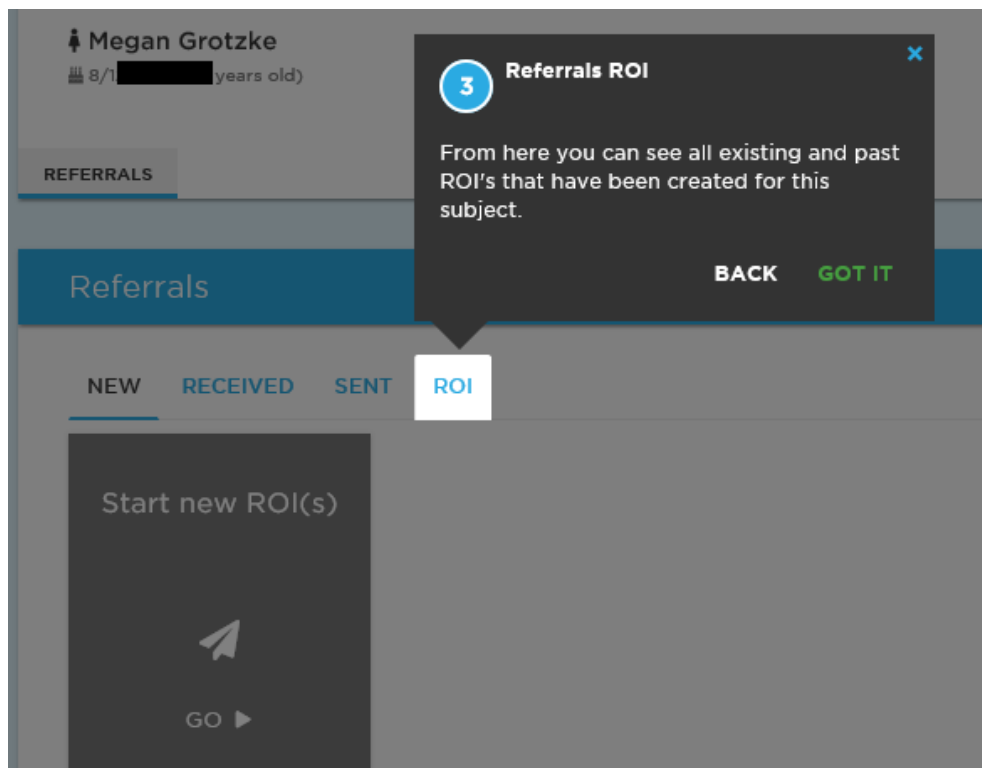 Megan Grotzke
8/1 years old)
REFERRALS
3 Referrals ROI
From here you can see all existing and past
ROI's that have been created for this
subject.
BACK GOT IT
Referrals
NEW RECEIVED SENT ROI
Start new ROI(s)
GO